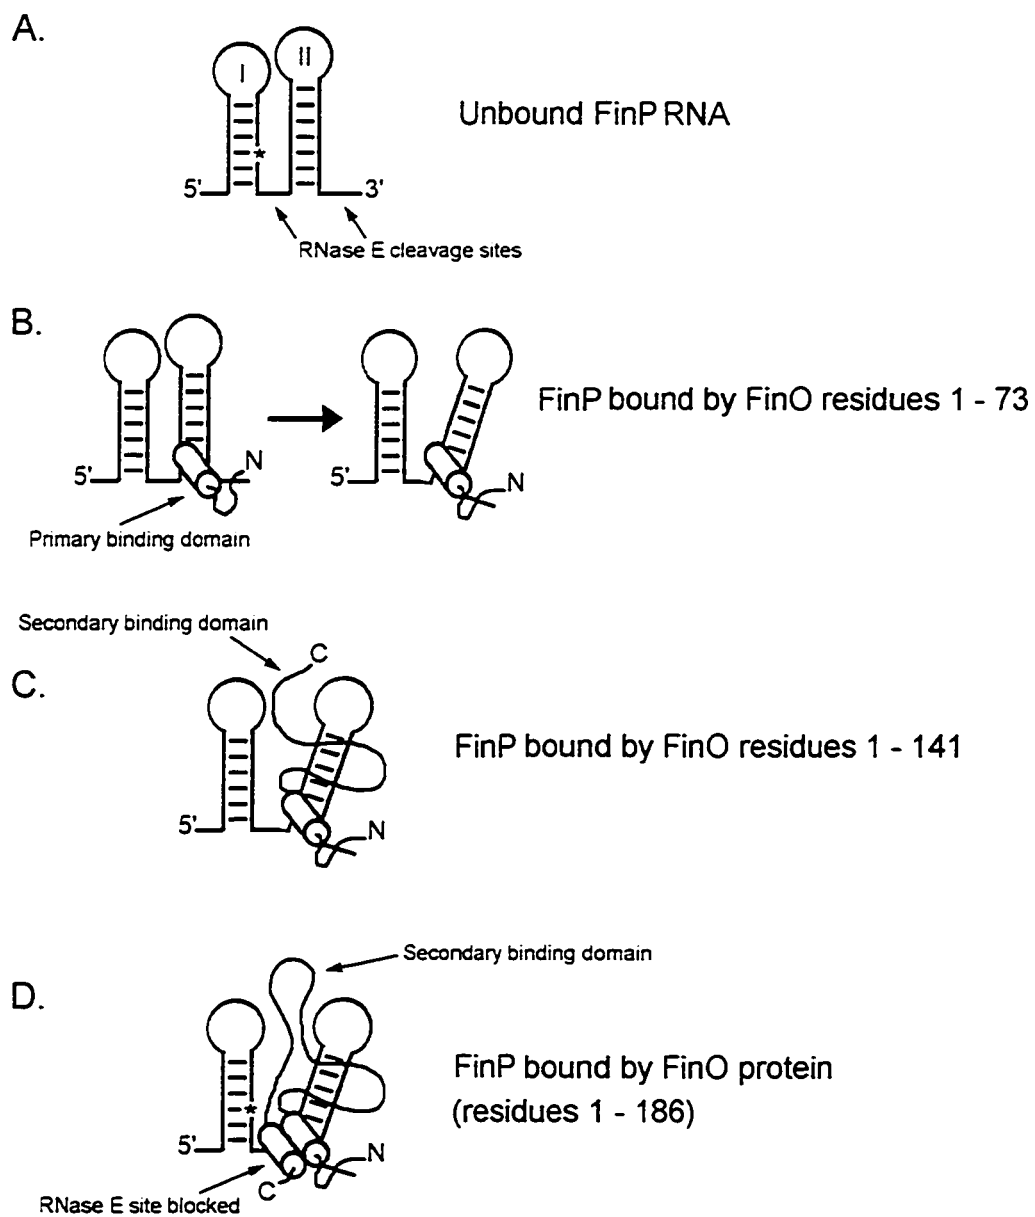 A.
I
II
*
Unbound FinP RNA
5'
3'
RNase E cleavage sites
B.
FinP bound by FinO residues 1 - 73
5'
N
5'
N
Primary binding domain
Secondary binding domain
C
C.
FinP bound by FinO residues 1 - 141
5'
N
Secondary binding domain
D.
FinP bound by FinO protein
(residues 1 - 186)
*
5'
N
C
RNase E site blocked